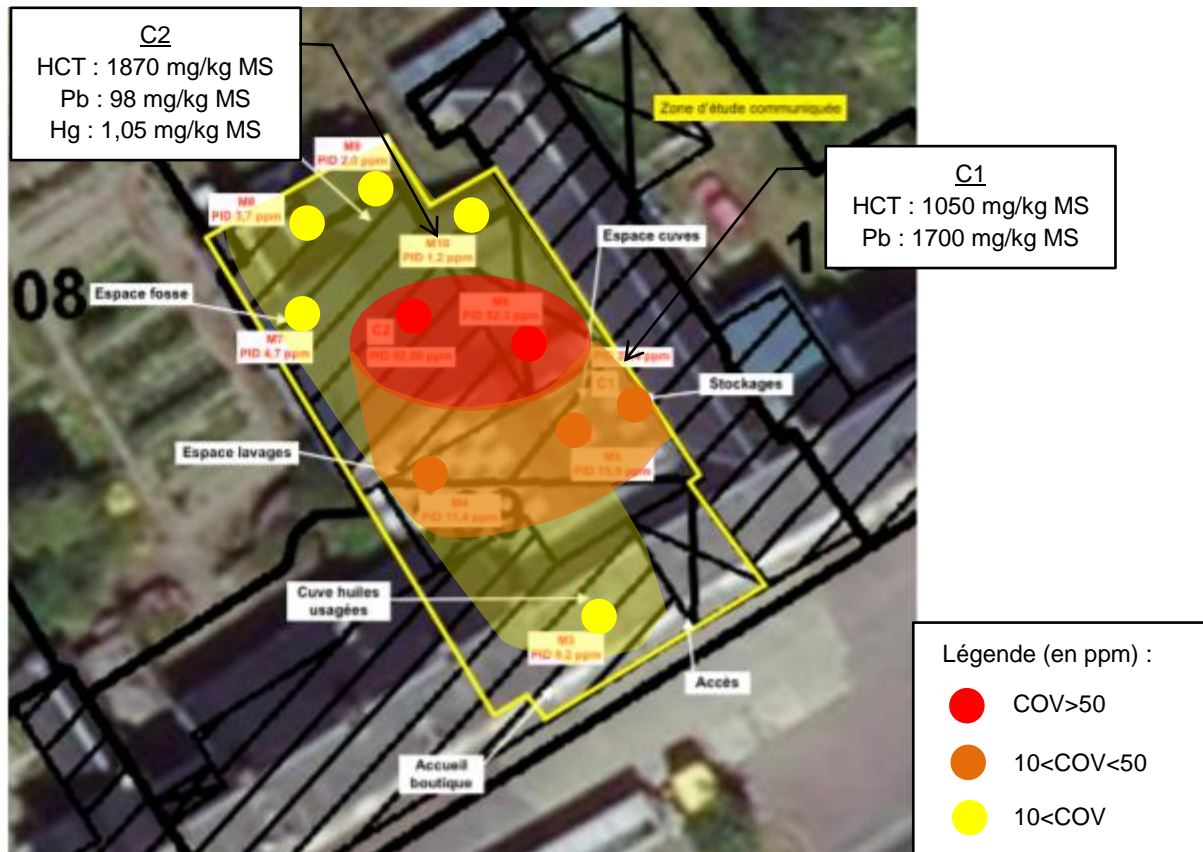 C2
HCT : 1870 mg/kg MS
Pb : 98 mg/kg MS
Hg : 1,05 mg/kg MS
Zone d'étude communiquée
C1
HCT : 1050 mg/kg MS
Pb : 1700 mg/kg MS
M9
PID 2.0 ppm
M8
PID 3,7 ppm
M10
PID 1.2 ppm
Espace cuves
08
1
Espace fosse
M7
PID 4,7 ppm
C2
PID 52.3 ppm
ppm
C1
Stockages
Espace lavages
M5
M4
PID 11,4 ppm
Cuve huiles
usagées
M3
PID 9,2 ppm
Accès
Accueil
boutique
Légende (en ppm) :
COV>50
10<COV<50
10<COV